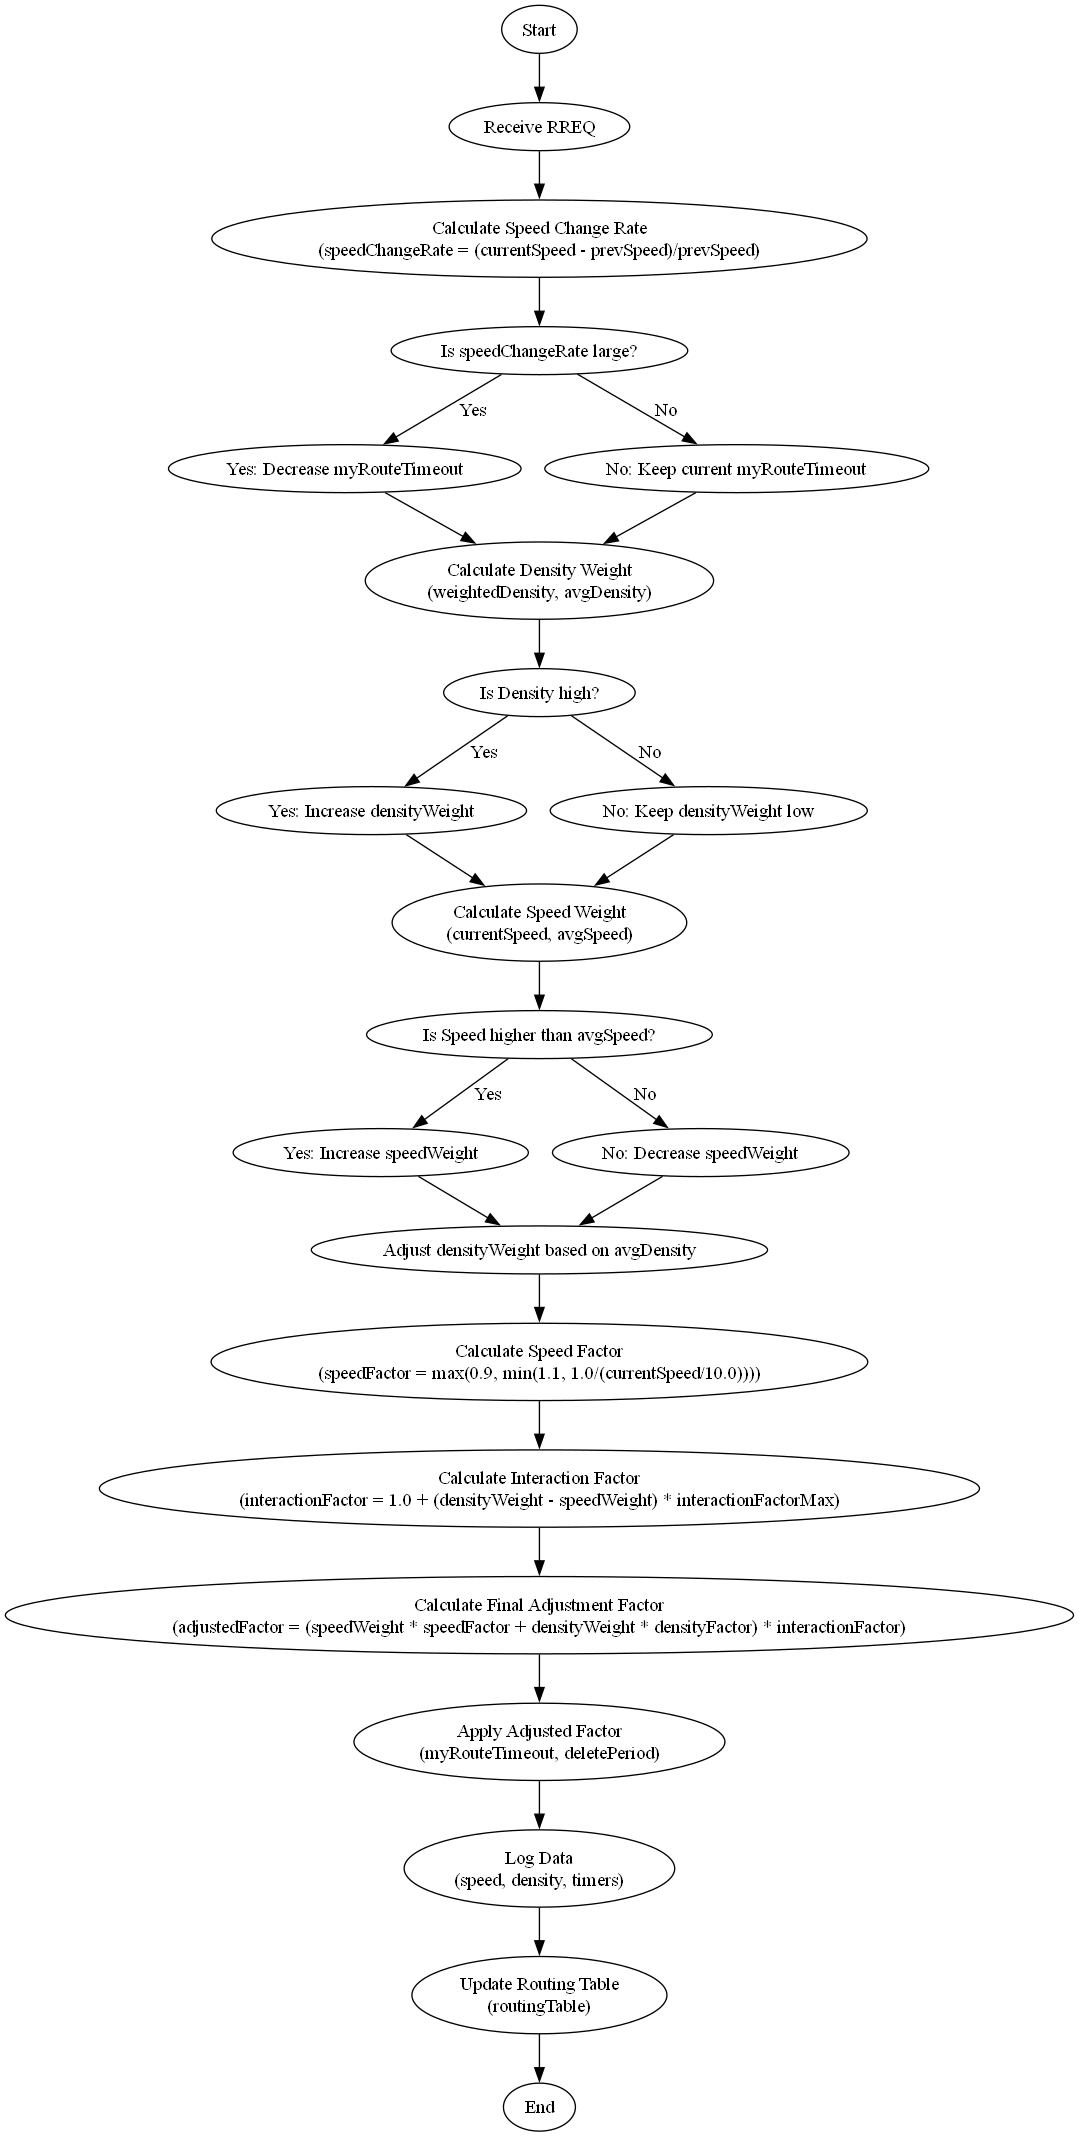 Start
Receive RREQ
Calculate Speed Change Rate
(speedChangeRate = (currentSpeed - prevSpeed)/prevSpeed)
Is speedChangeRate large?
Yes
No
Yes: Decrease myRouteTimeout
No: Keep current myRouteTimeout
Calculate Density Weight
(weightedDensity, avgDensity)
Is Density high?
Yes
No
Yes: Increase densityWeight
No: Keep densityWeight low
Calculate Speed Weight
(currentSpeed, avgSpeed)
Is Speed higher than avgSpeed?
Yes
No
Yes: Increase speedWeight
No: Decrease speedWeight
Adjust densityWeight based on avgDensity
Calculate Speed Factor
(speedFactor = max(0.9, min(1.1, 1.0/(currentSpeed/10.0))))
Calculate Interaction Factor
(interactionFactor = 1.0 + (densityWeight - speedWeight) * interactionFactorMax)
Calculate Final Adjustment Factor
(adjustedFactor = (speedWeight * speedFactor + densityWeight * densityFactor) * interactionFactor)
Apply Adjusted Factor
(myRouteTimeout, deletePeriod)
Log Data
(speed, density, timers)
Update Routing Table
(routingTable)
End